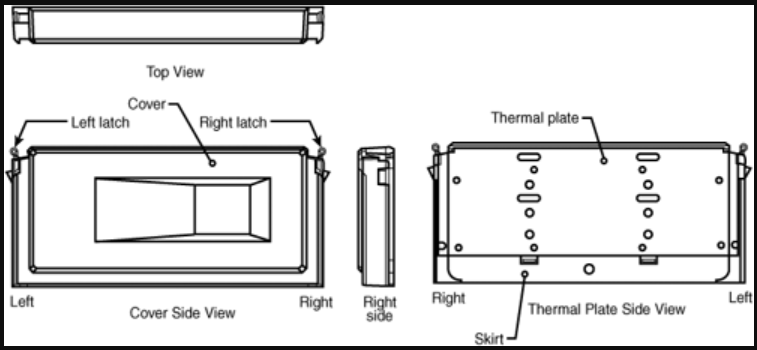 Top View
Cover
Left latch
Right latch
Thermal plate
Left
Cover Side View
Right
Right
side
Right
Thermal Plate Side View
Left
Skirt